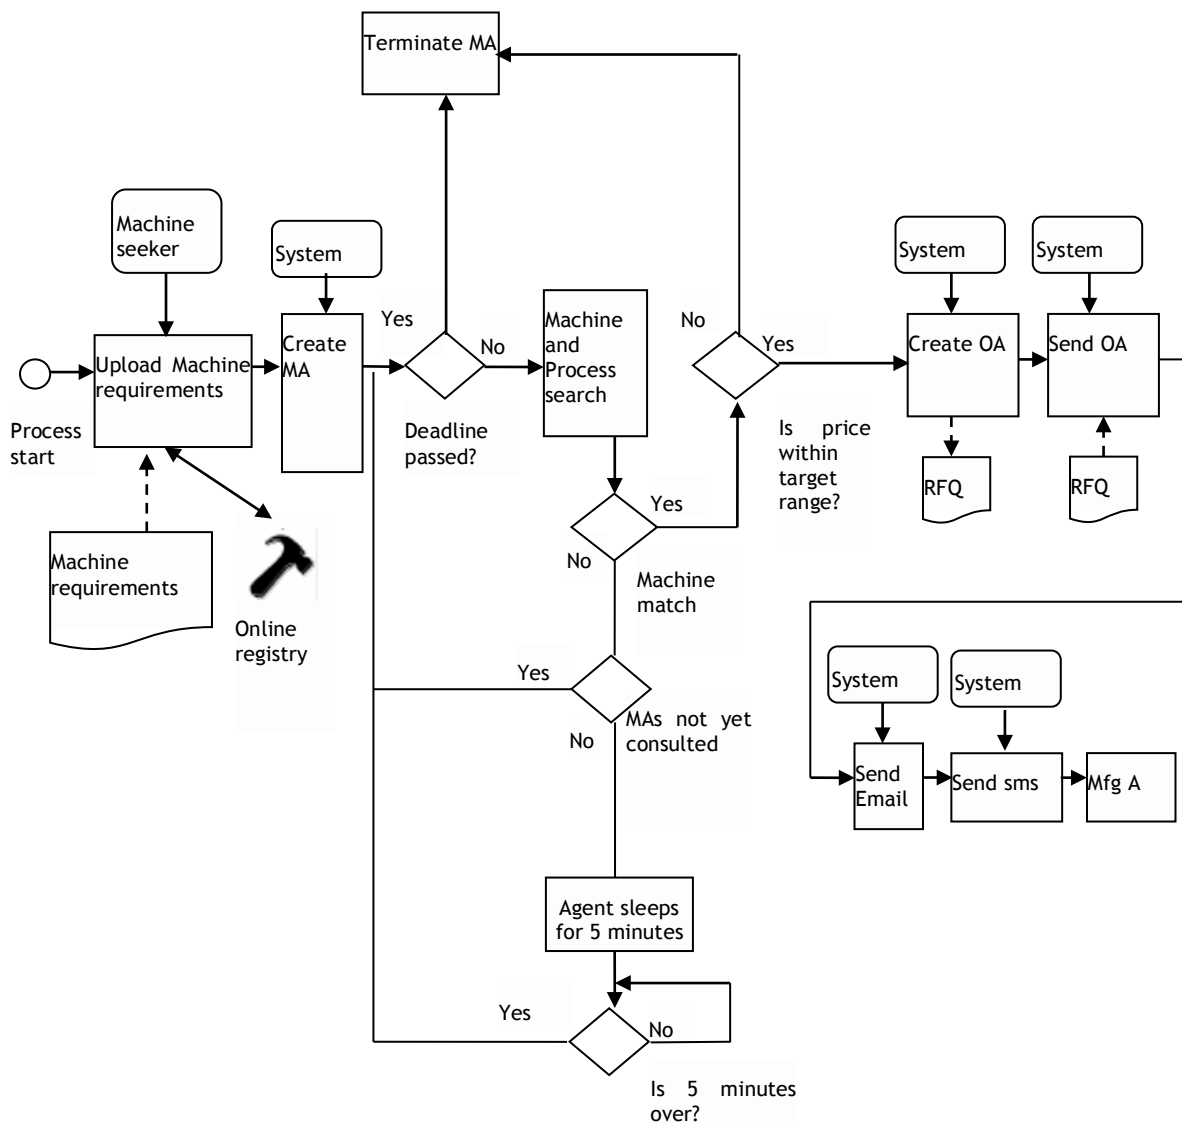 Terminate MA
Machine
seeker
System
System
System
Yes
Machine
and
Process
search
No
Upload Machine
requirements
Create
MA
No
Yes
Create OA
Send OA
Process
start
Deadline
passed?
Is price
within
target
range?
RFQ
RFQ
Yes
No
Machine
requirements
Machine
match
Online
registry
Yes
System
System
MAs not yet
consulted
No
Send
Email
Send sms
Mfg A
Agent sleeps
for 5 minutes
Yes
No
Is 5 minutes
over?